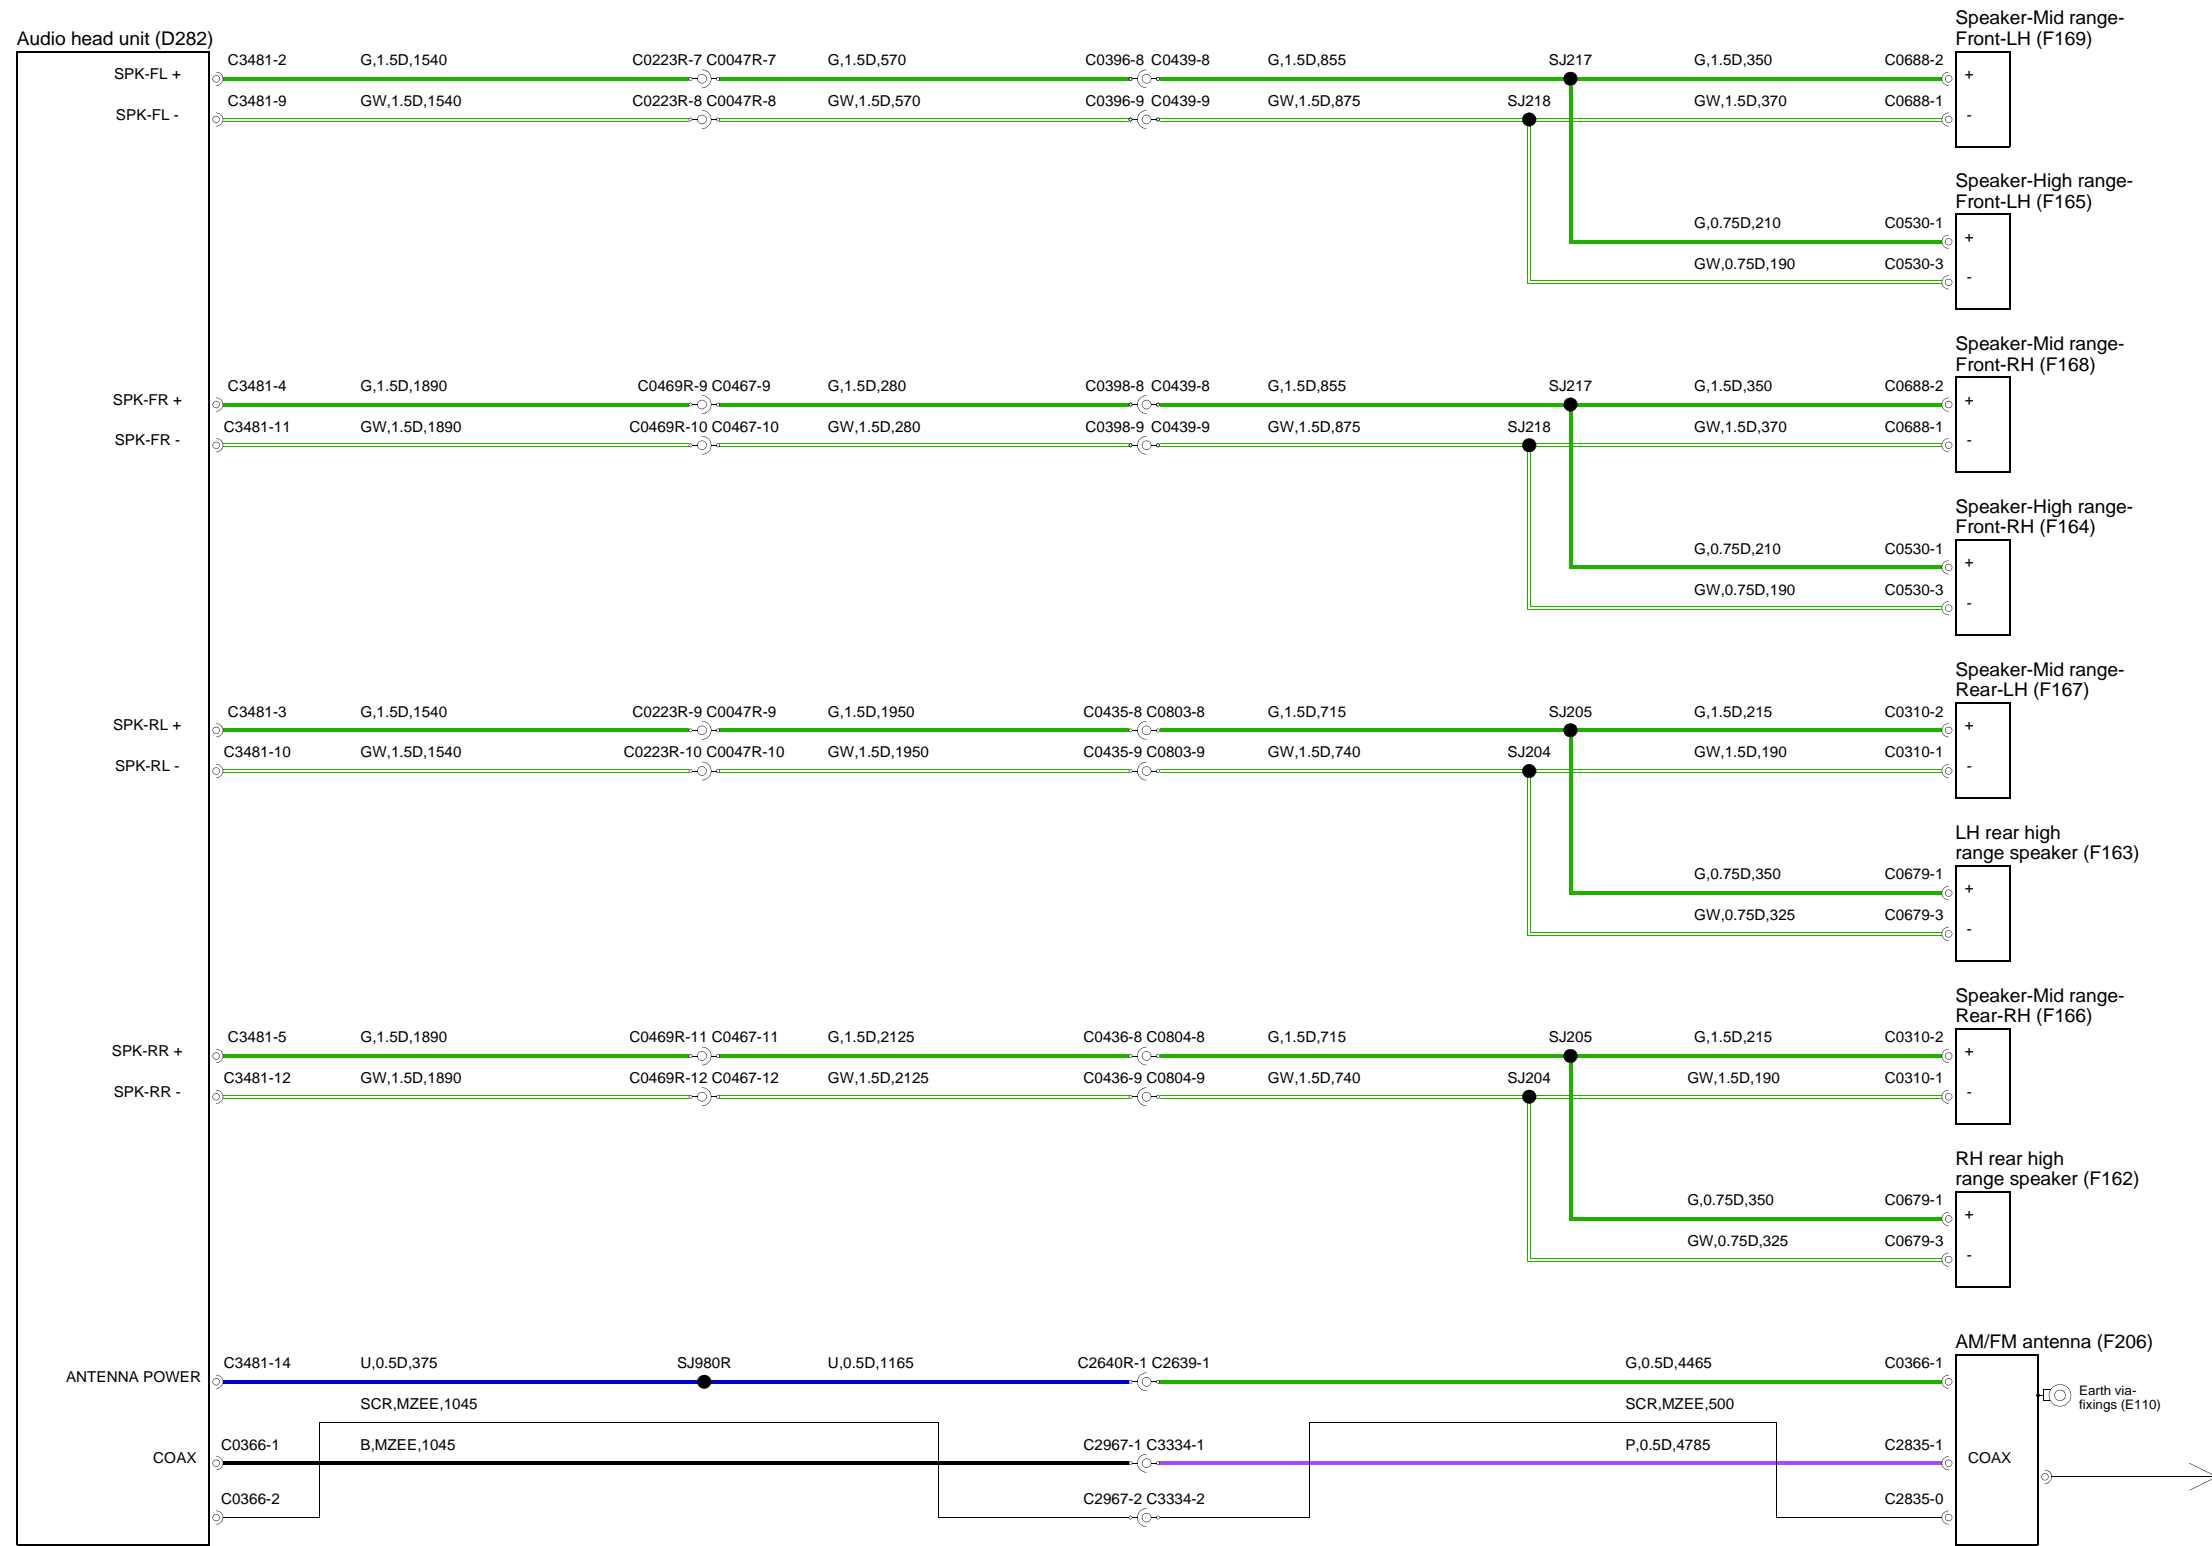 Speaker-Mid range-
Front-LH (F169)
Audio head unit (D282)
C3481-2 G,1.5D,1540 C0223R-7 C0047R-7 G,1.5D,570 C0396-8 C0439-8 G,1.5D,855 SJ217 G,1.5D,350 C0688-2
SPK-FL + +
C3481-9 GW,1.5D,1540 C0223R-8 C0047R-8 GW,1.5D,570 C0396-9 C0439-9 GW,1.5D,875 SJ218 GW,1.5D,370 C0688-1
SPK-FL - -
Speaker-High range-
Front-LH (F165)
G,0.75D,210 C0530-1
+
GW,0.75D,190 C0530-3
-
Speaker-Mid range-
Front-RH (F168)
C3481-4 G,1.5D,1890 C0469R-9 C0467-9 G,1.5D,280 C0398-8 C0439-8 G,1.5D,855 SJ217 G,1.5D,350 C0688-2
SPK-FR + +
C3481-11 GW,1.5D,1890 C0469R-10 C0467-10 GW,1.5D,280 C0398-9 C0439-9 GW,1.5D,875 SJ218 GW,1.5D,370 C0688-1
SPK-FR - -
Speaker-High range-
Front-RH (F164)
G,0.75D,210 C0530-1
+
GW,0.75D,190 C0530-3
-
Speaker-Mid range-
Rear-LH (F167)
C3481-3 G,1.5D,1540 C0223R-9 C0047R-9 G,1.5D,1950 C0435-8 C0803-8 G,1.5D,715 SJ205 G,1.5D,215 C0310-2
SPK-RL + +
C3481-10 GW,1.5D,1540 C0223R-10 C0047R-10 GW,1.5D,1950 C0435-9 C0803-9 GW,1.5D,740 SJ204 GW,1.5D,190 C0310-1
SPK-RL - -
LH rear high
range speaker (F163)
G,0.75D,350 C0679-1
+
GW,0.75D,325 C0679-3
-
Speaker-Mid range-
Rear-RH (F166)
C3481-5 G,1.5D,1890 C0469R-11 C0467-11 G,1.5D,2125 C0436-8 C0804-8 G,1.5D,715 SJ205 G,1.5D,215 C0310-2
SPK-RR + +
C3481-12 GW,1.5D,1890 C0469R-12 C0467-12 GW,1.5D,2125 C0436-9 C0804-9 GW,1.5D,740 SJ204 GW,1.5D,190 C0310-1
SPK-RR - -
RH rear high
range speaker (F162)
G,0.75D,350 C0679-1
+
GW,0.75D,325 C0679-3
-
AM/FM antenna (F206)
C3481-14 U,0.5D,375 SJ980R U,0.5D,1165 C2640R-1 C2639-1 G,0.5D,4465 C0366-1
ANTENNA POWER
Earth via-
fixings (E110)
SCR,MZEE,1045 SCR,MZEE,500
C0366-1 B,MZEE,1045 C2967-1 C3334-1 P,0.5D,4785 C2835-1
COAX COAX
C0366-2 C2967-2 C3334-2 C2835-0